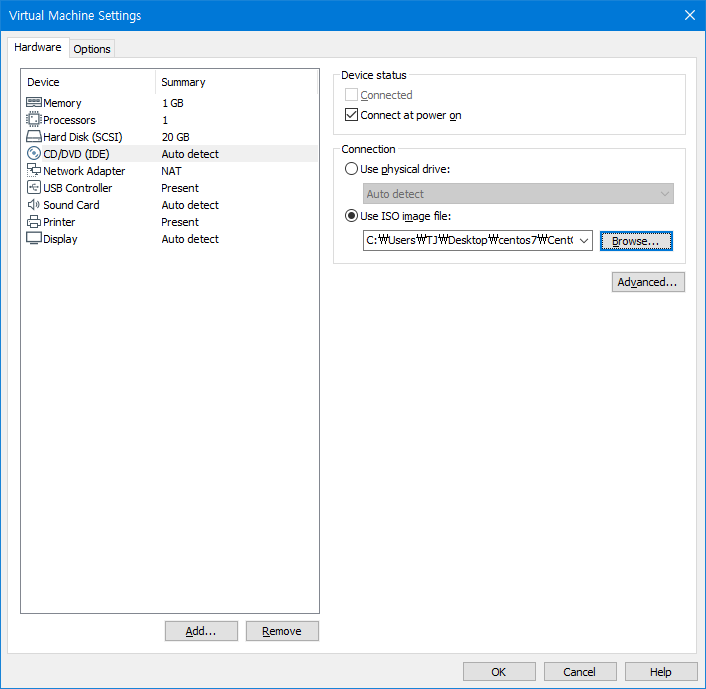 Virtual Machine Settings
Hardware Options
Device Summary
Memory 1 GB
Processors 1
Hard Disk (SCSI) 20 GB
CD/DVD (IDE) Auto detect
Network Adapter NAT
USB Controller Present
Sound Card Auto detect
Printer Present
Display Auto detect
Add... Remove
Device status
Connected
Connect at power on
Connection
Use physical drive:
Auto detect
Use ISO image file:
C:₩Users₩TJ₩Desktop₩centos7₩Cent Browse...
Advanced...
OK Cancel Help